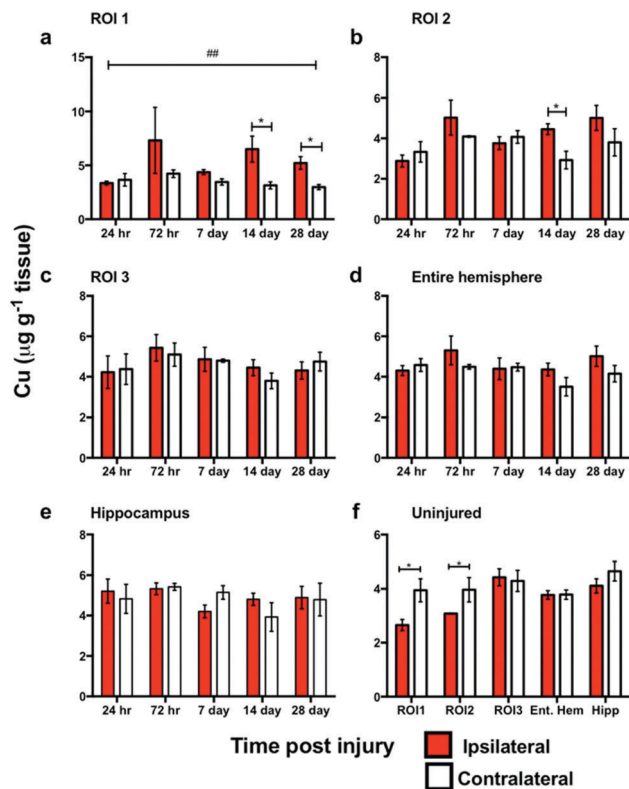 ROI 1
ROI 2
a
b
15
10
5
0
##
*
*
24 hr 72 hr 7 day 14 day 28 day
8
6
4
2
0
*
24 hr 72 hr 7 day 14 day 28 day
Cu (μg g⁻¹ tissue)
c
ROI 3
d
Entire hemisphere
8
6
4
2
0
24 hr 72 hr 7 day 14 day 28 day
8
6
4
2
0
24 hr 72 hr 7 day 14 day 28 day
e
Hippocampus
f
Uninjured
8
6
4
2
0
24 hr 72 hr 7 day 14 day 28 day
6
4
2
0
*
*
ROI1 ROI2 ROI3 Ent. Hem Hipp
Time post injury
Ipsilateral
Contralateral